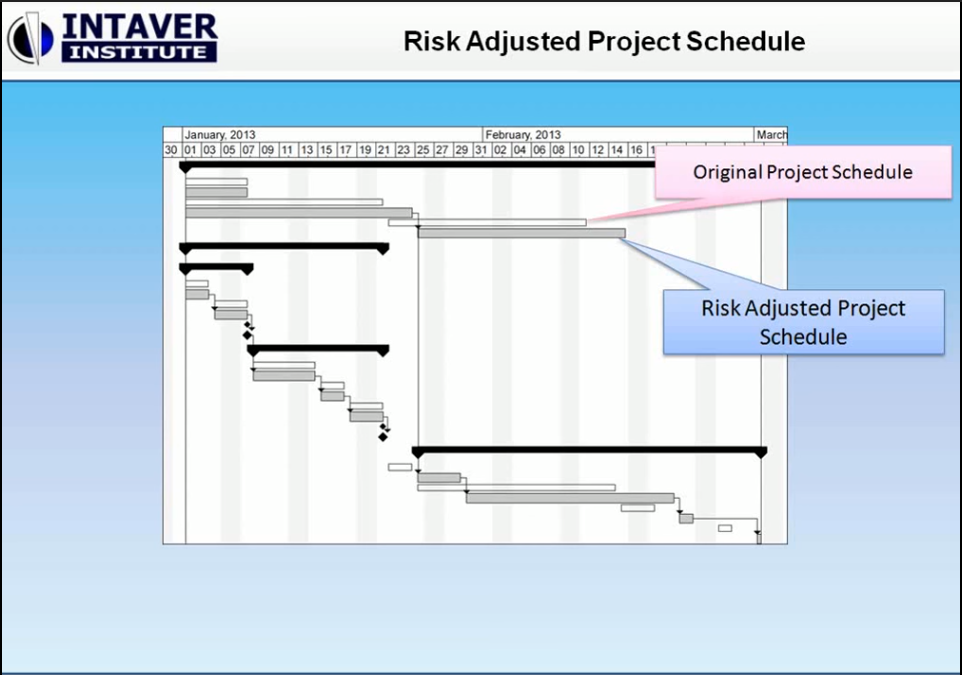 INTAVER
INSTITUTE
Risk Adjusted Project Schedule
January, 2013 February, 2013 March
30 01 03 05 07 09 11 13 15 17 19 21 23 25 27 29 31 02 04 06 08 10 12 14 16
Original Project Schedule
Risk Adjusted Project
Schedule